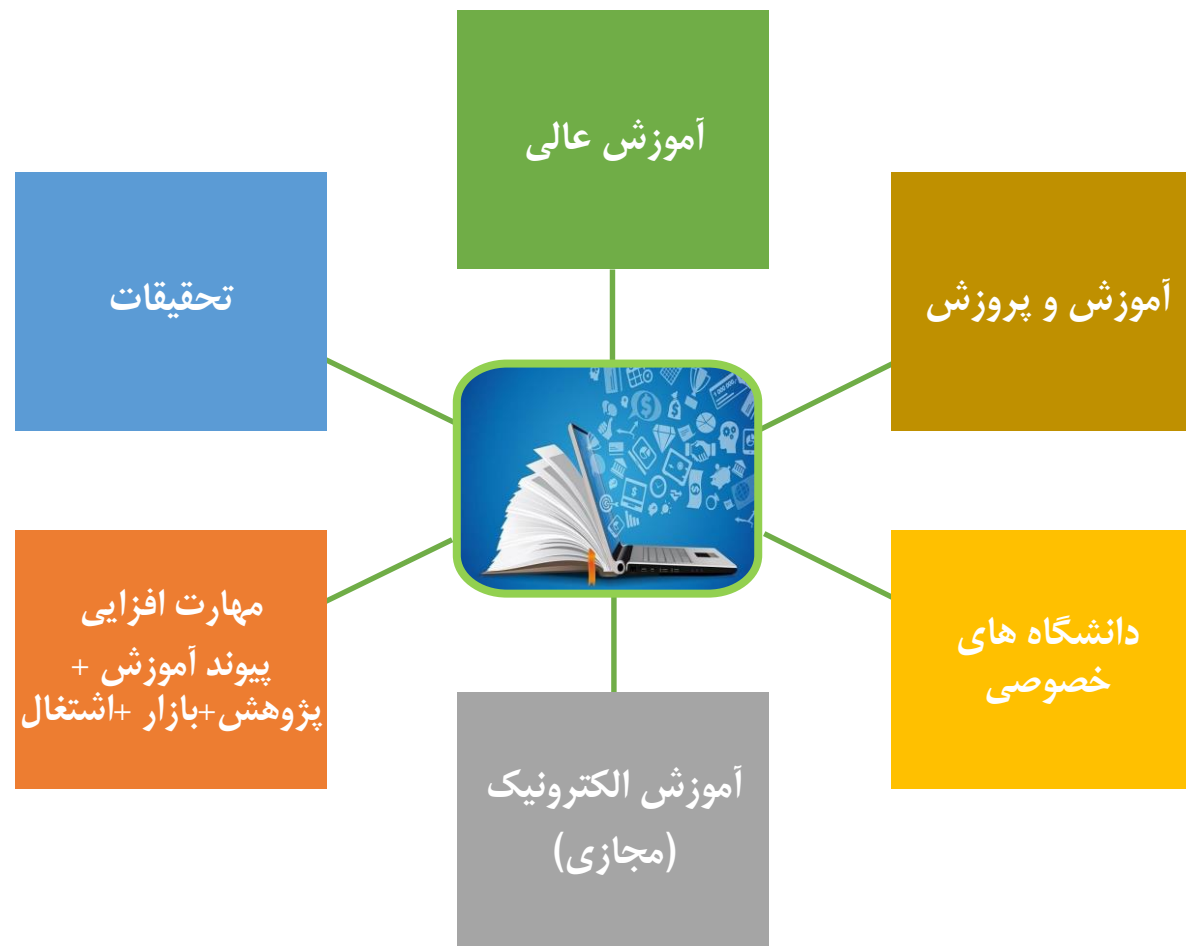 آموزش عالی
آموزش و پروزش
تحقیقات
دانشگاه های
خصوصی
مهارت افزایی
پیوند آموزش +
پژوهش+بازار +اشتغال
آموزش الکترونیک
(مجازی)